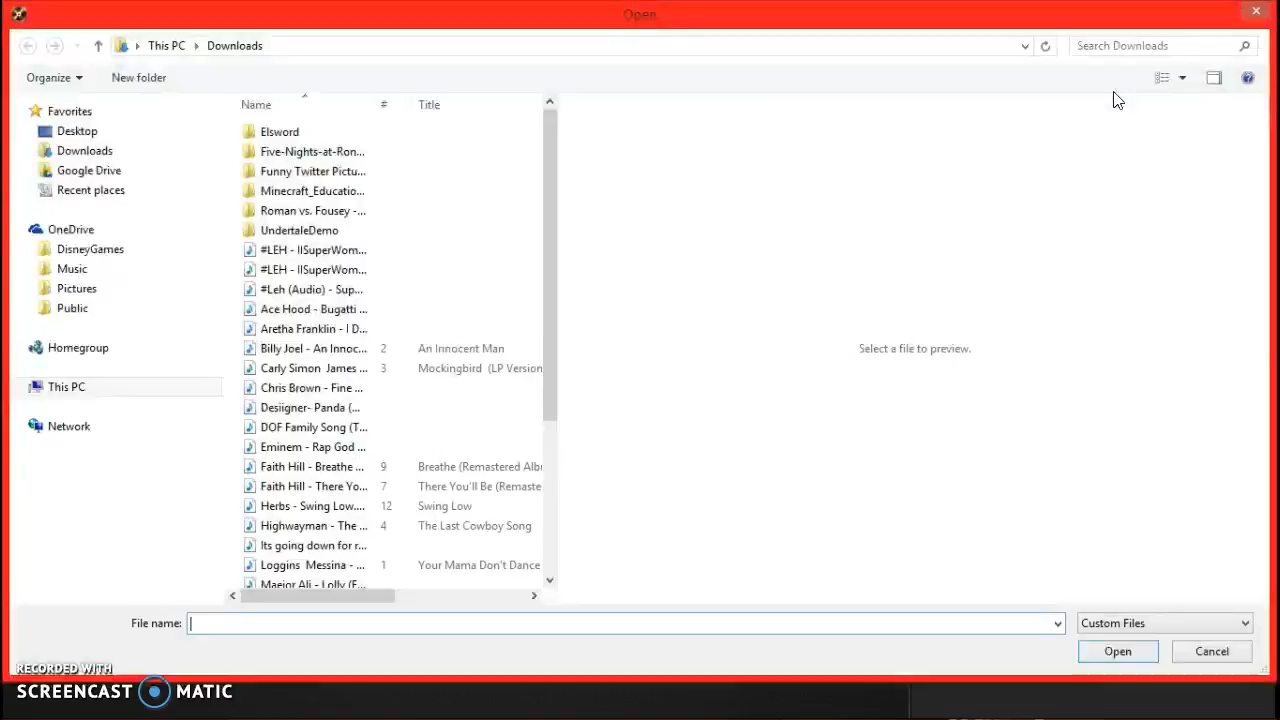 Open
This PC Downloads Search Downloads
Organize New folder
Name # Title
Favorites
Desktop
Downloads
Google Drive
Recent places
OneDrive
DisneyGames
Music
Pictures
Public
Homegroup
This PC
Network
Elsword
Five-Nights-at-Ron...
Funny Twitter Pictu...
Minecraft_Educatio...
Roman vs. Fousey -...
UndertaleDemo
#LEH - IISuperWom...
#LEH - IISuperWom...
#Leh (Audio) - Sup...
Ace Hood - Bugatti ...
Aretha Franklin - I D...
Billy Joel - An Innoc... 2 An Innocent Man
Carly Simon James ... 3 Mockingbird (LP Version
Chris Brown - Fine ...
Desiigner- Panda (...
DOF Family Song (T...
Eminem - Rap God ...
Faith Hill - Breathe ... 9 Breathe (Remastered Albu
Faith Hill - There Yo... 7 There You'll Be (Remaste
Herbs - Swing Low.... 12 Swing Low
Highwayman - The ... 4 The Last Cowboy Song
Its going down for r...
Loggins Messina - ... 1 Your Mama Don't Dance
Maejor Ali - Lolly (F...
Select a file to preview.
File name: Custom Files
Open Cancel
RECORDED WITH
SCREENCAST MATIC